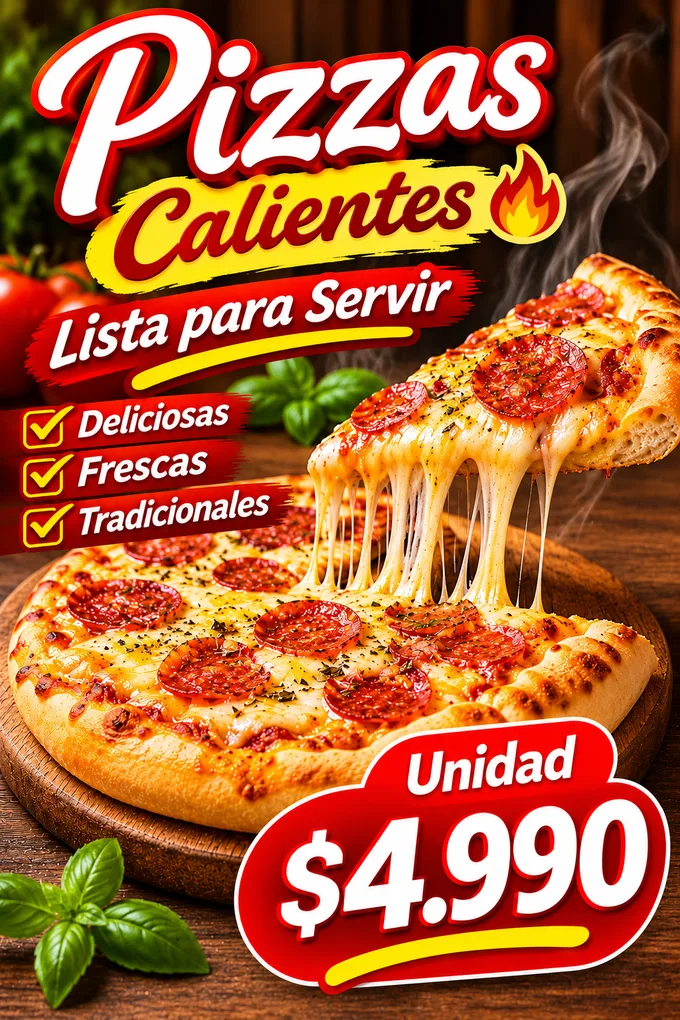 Pizzas
Calientes
Lista para Servir
Deliciosas
Frescas
Tradicionales
Unidad
$4.990